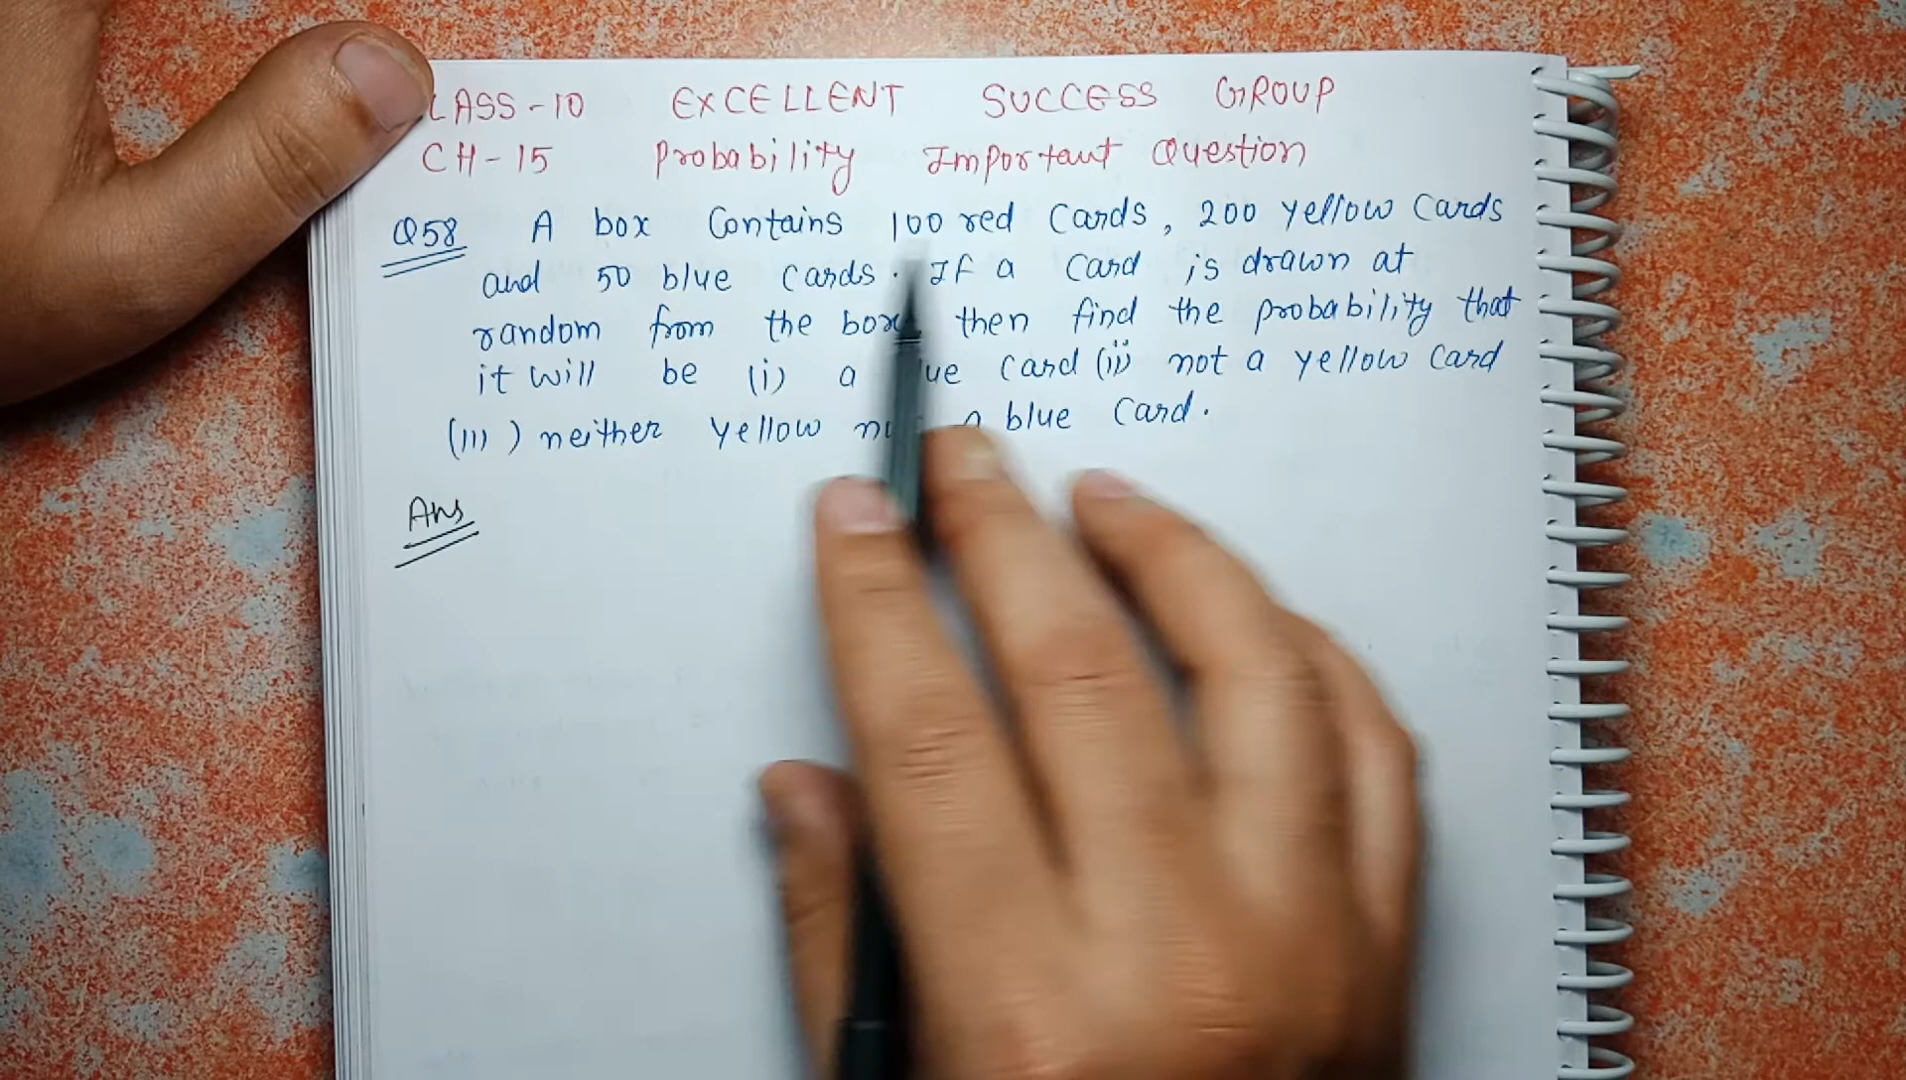 LASS-10 EXCELLENT SUCCESS GROUP
CH-15 Probability Important Question
Q58 A box Contains 100 red Cards, 200 yellow Cards
and 50 blue Cards. If a Card is drawn at
random from the box then find the probability that
it will be (i) a ue Card (ii) not a yellow Card
(III) neither yellow a blue Card.
Ans